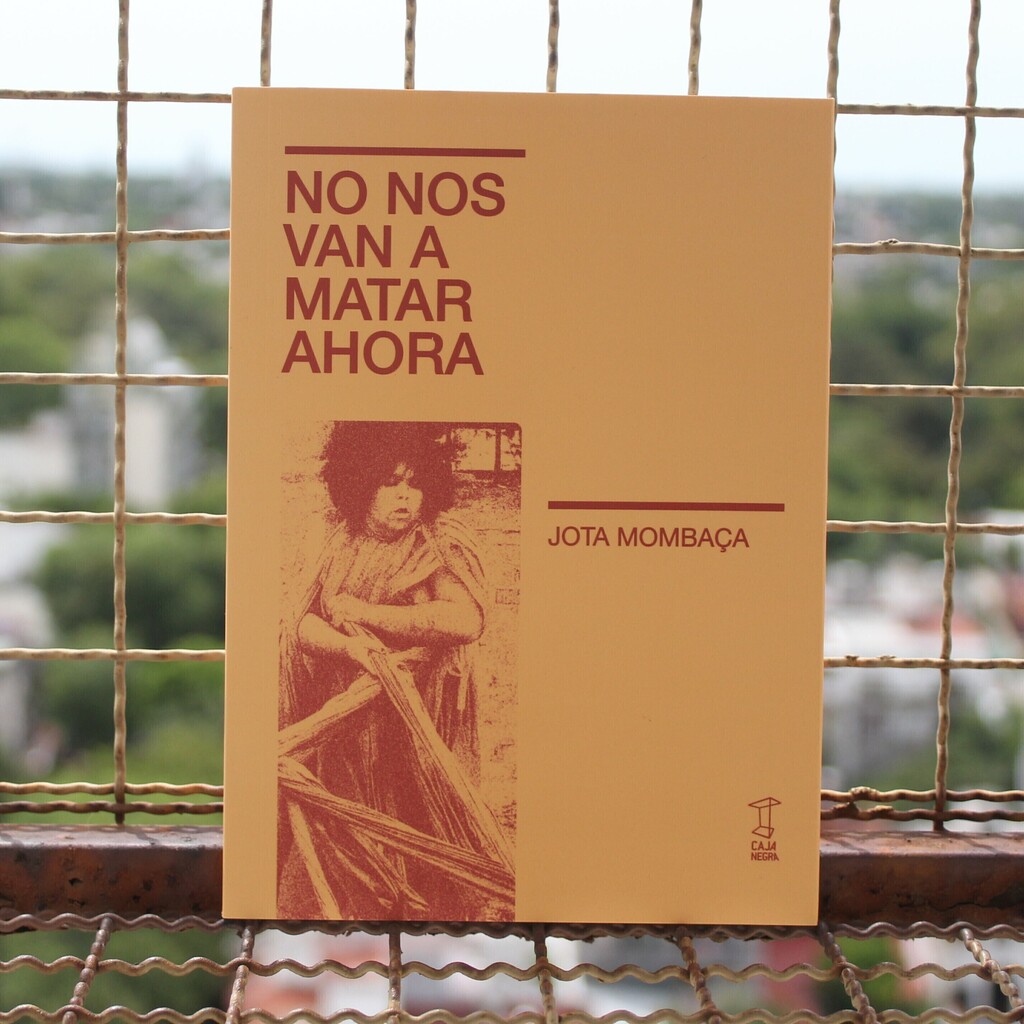 NO NOS
VAN A
MATAR
AHORA
JOTA MOMBAÇA
CAJA
NEGRA